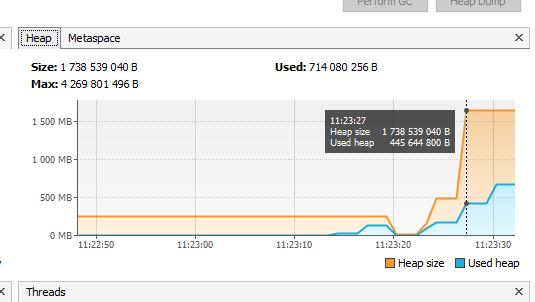 Perform GC Heap Dump
× Heap Metaspace ×
Size: 1 738 539 040 B Used: 714 080 256 B
Max: 4 269 801 496 B
1 500 MB
1 000 MB
500 MB
0 MB
11:23:27
Heap size 1 738 539 040 B
Used heap 445 644 800 B
11:22:50 11:23:00 11:23:10 11:23:20 11:23:30
Heap size Used heap
× Threads ×